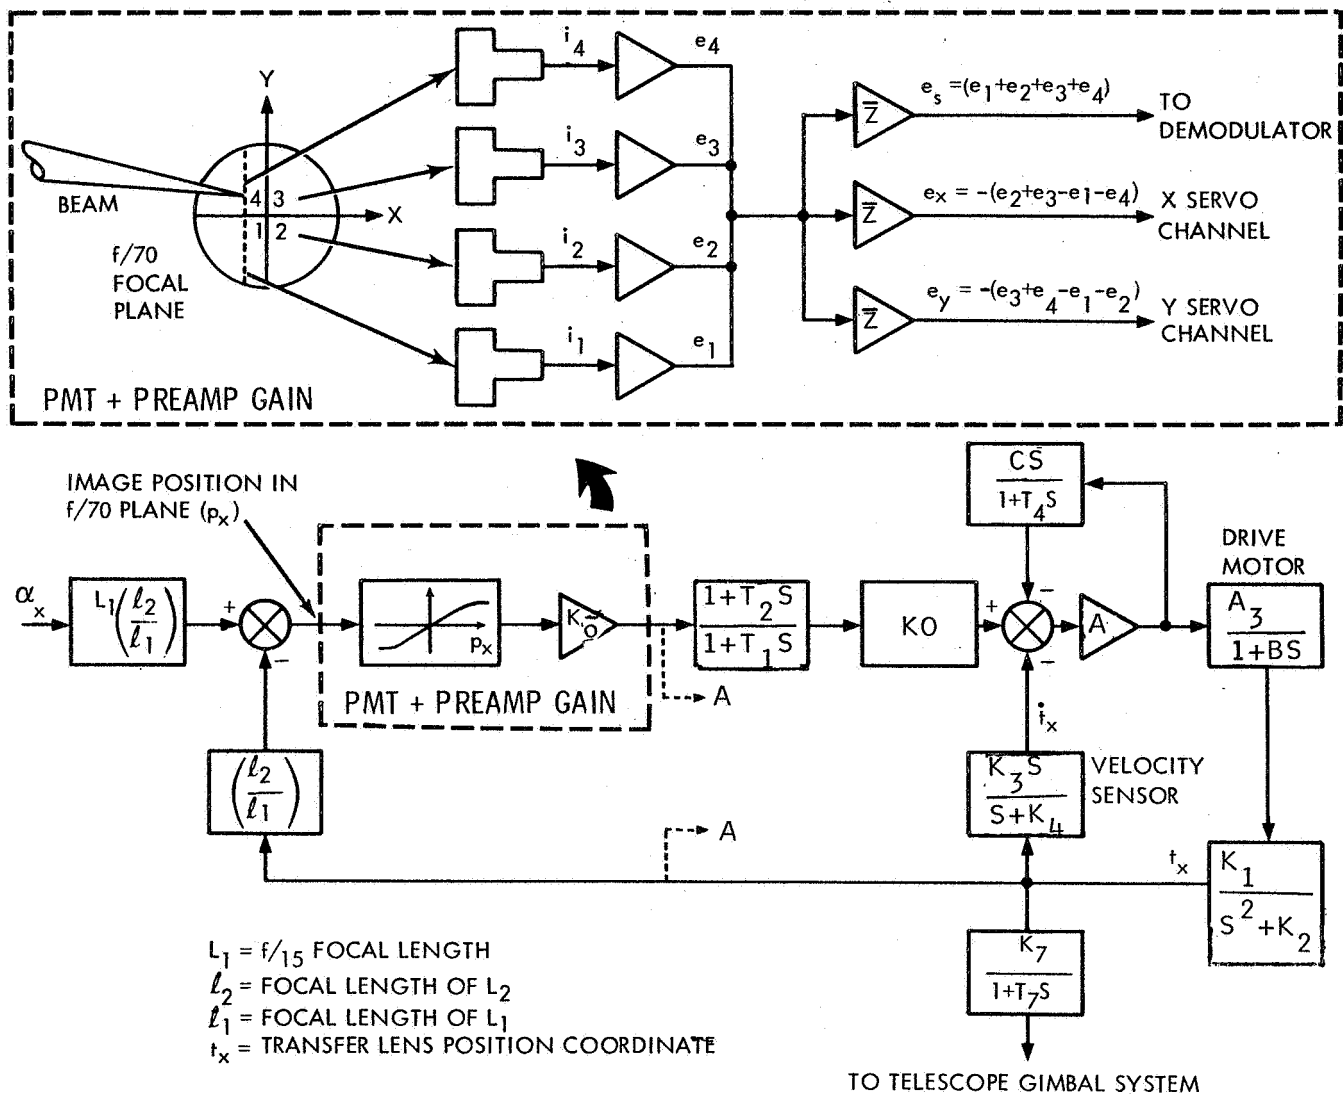 Y
X
4 3
1 2
BEAM
f/70
FOCAL
PLANE
i4
i3
i2
i1
e4
e3
e2
e1
Z̅
Z̅
Z̅
es =(e1+e2+e3+e4)
TO
DEMODULATOR
ex = -(e2+e3-e1-e4)
X SERVO
CHANNEL
ey = -(e3+e4-e1-e2)
Y SERVO
CHANNEL
PMT + PREAMP GAIN
IMAGE POSITION IN
f/70 PLANE (px)
αx
L1(ℓ2/ℓ1)
+
-
px
PMT + PREAMP GAIN
A
1+T2S
1+T1S
KO
+
-
-
CS
1+T4S
A
DRIVE
MOTOR
A3
1+BS
ṫx
K3S
S+K4
VELOCITY
SENSOR
(ℓ2/ℓ1)
A
tx
K1
S²+K2
K7
1+T7S
TO TELESCOPE GIMBAL SYSTEM
L1 = f/15 FOCAL LENGTH
ℓ2 = FOCAL LENGTH OF L2
ℓ1 = FOCAL LENGTH OF L1
tx = TRANSFER LENS POSITION COORDINATE